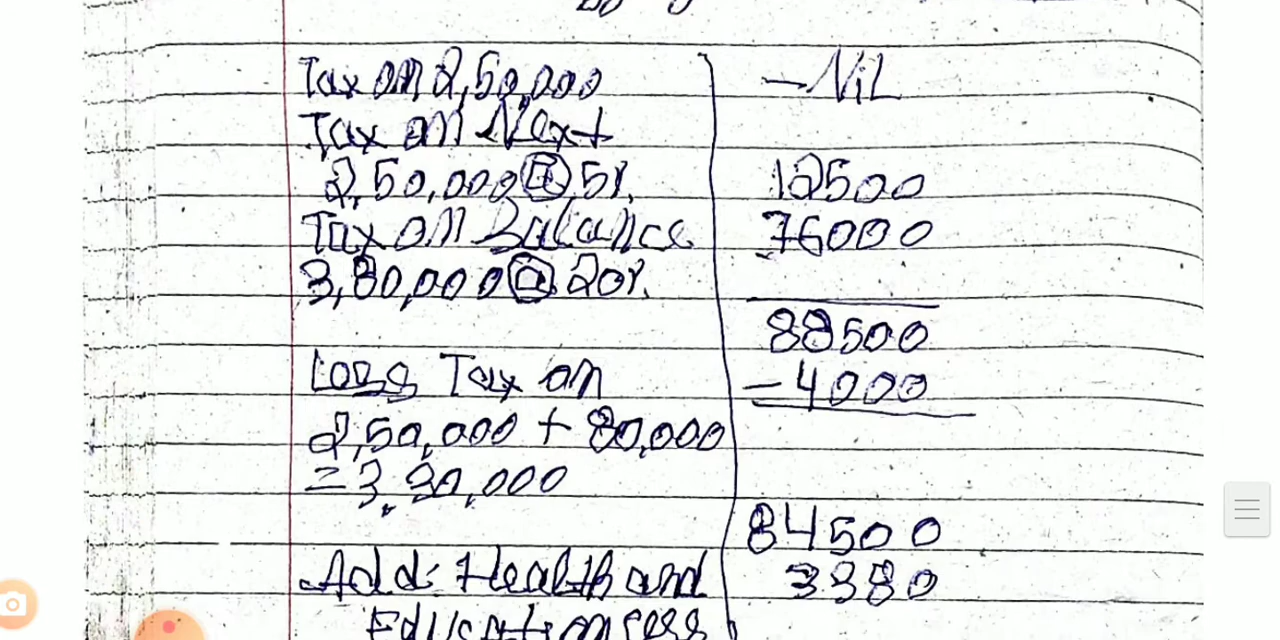 Tax on 2,50,000 - NiL
Tax on Next
2,50,000 @ 5%. 12500
Tax on Balance 76000
3,80,000 @ 20%.
88500
Less Tax on - 4000
2,50,000 + 80,000
= 3,30,000
84500
Add: Health and 3380
Education cess